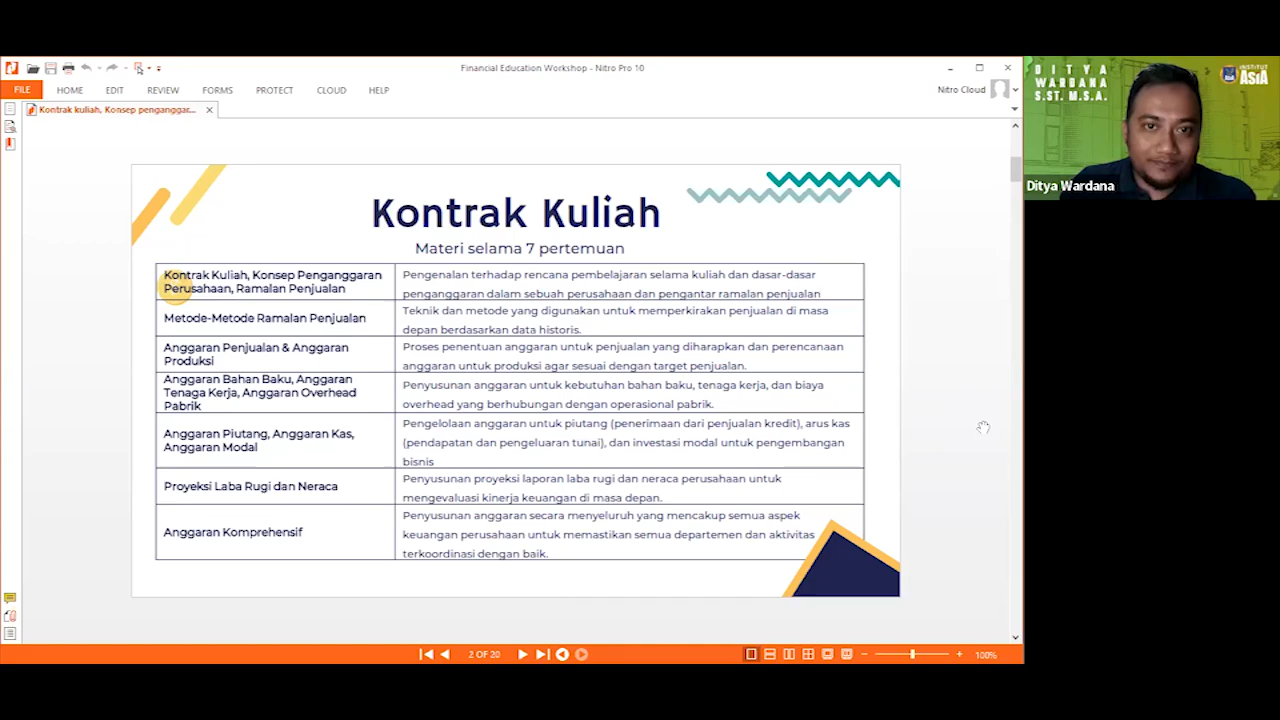 Financial Education Workshop - Nitro Pro 10
FILE HOME EDIT REVIEW FORMS PROTECT CLOUD HELP
Nitro Cloud
Kontrak kuliah, Konsep penganggar...
Kontrak Kuliah
Materi selama 7 pertemuan
Kontrak Kuliah, Konsep Penganggaran
Perusahaan, Ramalan Penjualan
Pengenalan terhadap rencana pembelajaran selama kuliah dan dasar-dasar
penganggaran dalam sebuah perusahaan dan pengantar ramalan penjualan
Metode-Metode Ramalan Penjualan
Teknik dan metode yang digunakan untuk memperkirakan penjualan di masa
depan berdasarkan data historis.
Anggaran Penjualan & Anggaran
Produksi
Proses penentuan anggaran untuk penjualan yang diharapkan dan perencanaan
anggaran untuk produksi agar sesuai dengan target penjualan.
Anggaran Bahan Baku, Anggaran
Tenaga Kerja, Anggaran Overhead
Pabrik
Penyusunan anggaran untuk kebutuhan bahan baku, tenaga kerja, dan biaya
overhead yang berhubungan dengan operasional pabrik.
Anggaran Piutang, Anggaran Kas,
Anggaran Modal
Pengelolaan anggaran untuk piutang (penerimaan dari penjualan kredit), arus kas
(pendapatan dan pengeluaran tunai), dan investasi modal untuk pengembangan
bisnis
Proyeksi Laba Rugi dan Neraca
Penyusunan proyeksi laporan laba rugi dan neraca perusahaan untuk
mengevaluasi kinerja keuangan di masa depan.
Anggaran Komprehensif
Penyusunan anggaran secara menyeluruh yang mencakup semua aspek
keuangan perusahaan untuk memastikan semua departemen dan aktivitas
terkoordinasi dengan baik.
2 OF 20
100%
DITYA
WARDANA
S.ST. M.S.A.
INSTITUT
ASIA
Ditya Wardana